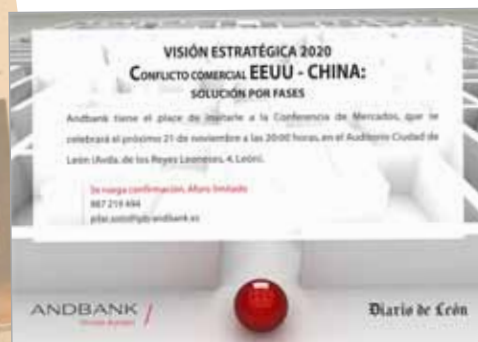 VISIÓN ESTRATÉGICA 2020
CONFLICTO COMERCIAL EEUU - CHINA:
SOLUCIÓN POR FASES
Andbank tiene el place de invitarle a la Conferencia de Mercados, que se
celebrará el próximo 21 de noviembre a las 20:00 horas, en el Auditorio Ciudad de
León (Avda. de los Reyes Leoneses, 4, León).
Se ruega confirmación. Aforo limitado
987 219 494
ANDBANK
Diario de León